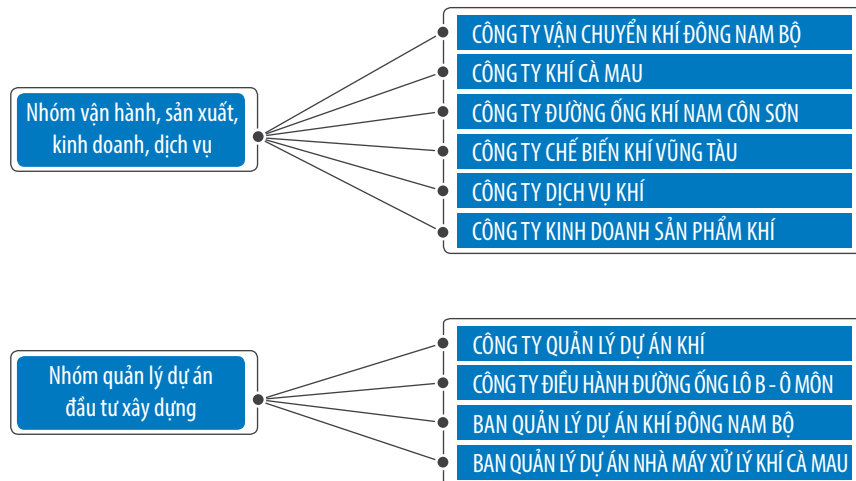 Nhóm vận hành, sản xuất,
kinh doanh, dịch vụ
CÔNG TY VẬN CHUYỂN KHÍ ĐÔNG NAM BỘ
CÔNG TY KHÍ CÀ MAU
CÔNG TY ĐƯỜNG ỐNG KHÍ NAM CÔN SƠN
CÔNG TY CHẾ BIẾN KHÍ VŨNG TÀU
CÔNG TY DỊCH VỤ KHÍ
CÔNG TY KINH DOANH SẢN PHẨM KHÍ
Nhóm quản lý dự án
đầu tư xây dựng
CÔNG TY QUẢN LÝ DỰ ÁN KHÍ
CÔNG TY ĐIỀU HÀNH ĐƯỜNG ỐNG LÔ B - Ô MÔN
BAN QUẢN LÝ DỰ ÁN KHÍ ĐÔNG NAM BỘ
BAN QUẢN LÝ DỰ ÁN NHÀ MÁY XỬ LÝ KHÍ CÀ MAU